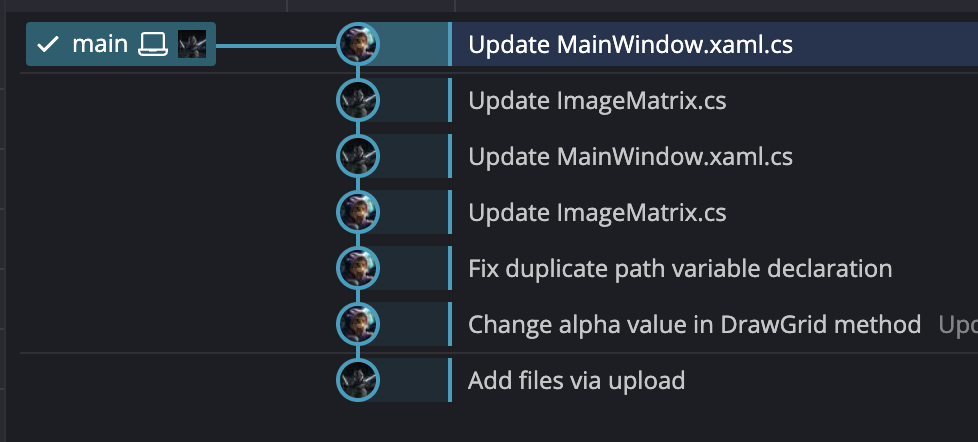 main
Update MainWindow.xaml.cs
Update ImageMatrix.cs
Update MainWindow.xaml.cs
Update ImageMatrix.cs
Fix duplicate path variable declaration
Change alpha value in DrawGrid method
Add files via upload